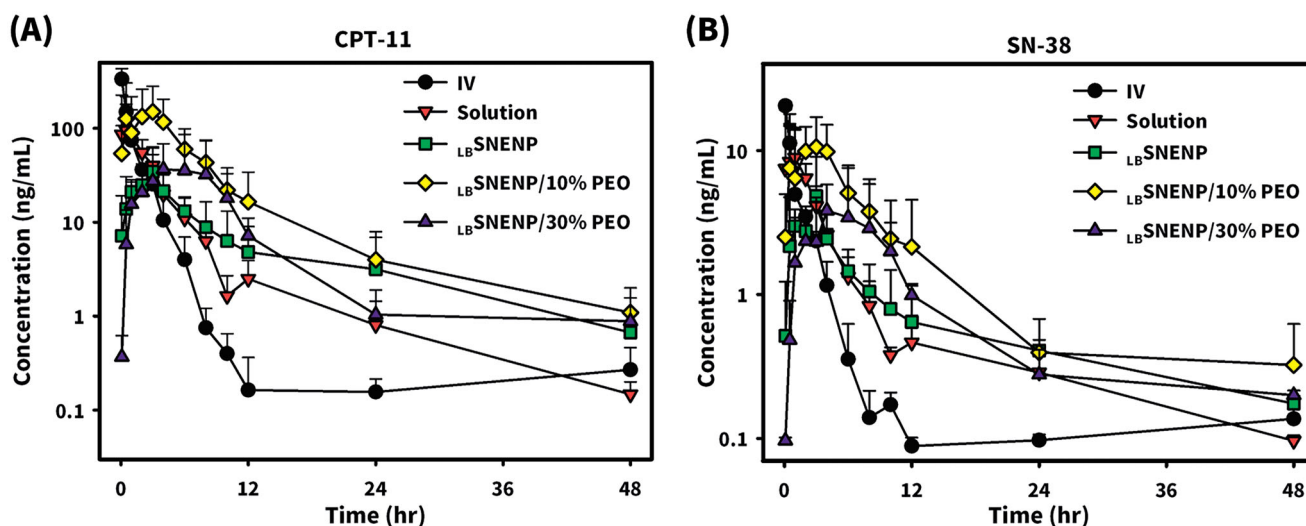 (A)
CPT-11
Concentration (ng/mL)
100
10
1
0.1
0 12 24 36 48
Time (hr)
IV
Solution
LBSNENP
LBSNENP/10% PEO
LBSNENP/30% PEO
(B)
SN-38
Concentration (ng/mL)
10
1
0.1
0 12 24 36 48
Time (hr)
IV
Solution
LBSNENP
LBSNENP/10% PEO
LBSNENP/30% PEO